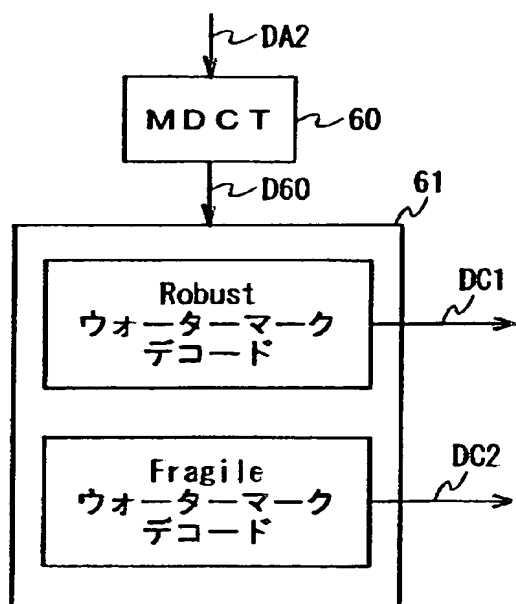 DA2
MDCT
60
D60
61
Robust
ウォーターマーク
デコード
DC1
Fragile
ウォーターマーク
デコード
DC2